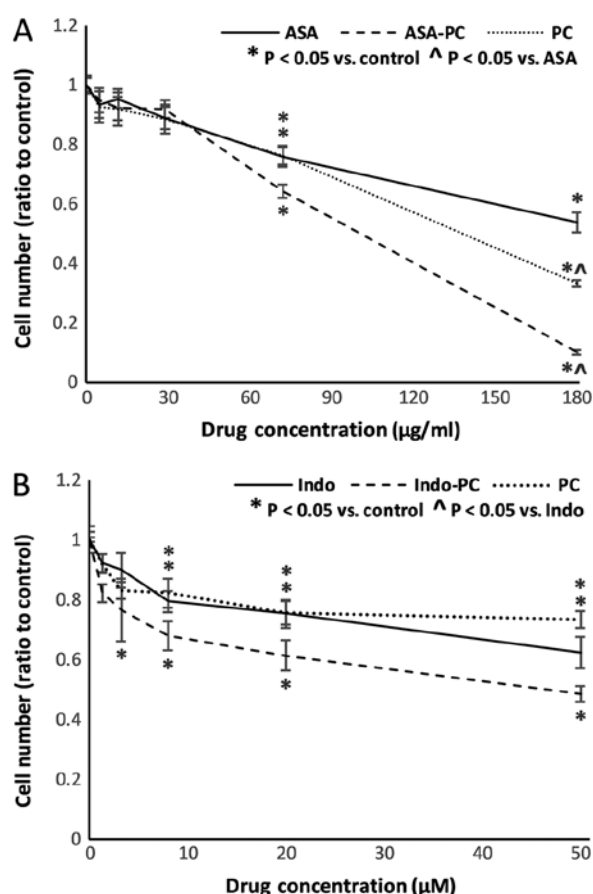 A
1.2
ASA ASA-PC PC
* P < 0.05 vs. control ^ P < 0.05 vs. ASA
1
*
*
0.8
*
0.6
*
0.4
*^
0.2
*^
0
0 30 60 90 120 150 180
Cell number (ratio to control)
Drug concentration (µg/ml)
B
1.2
Indo Indo-PC PC
* P < 0.05 vs. control ^ P < 0.05 vs. Indo
1
* * *
* * *
0.8
*
0.6
* * *
0.4
0.2
0
0 10 20 30 40 50
Cell number (ratio to control)
Drug concentration (µM)